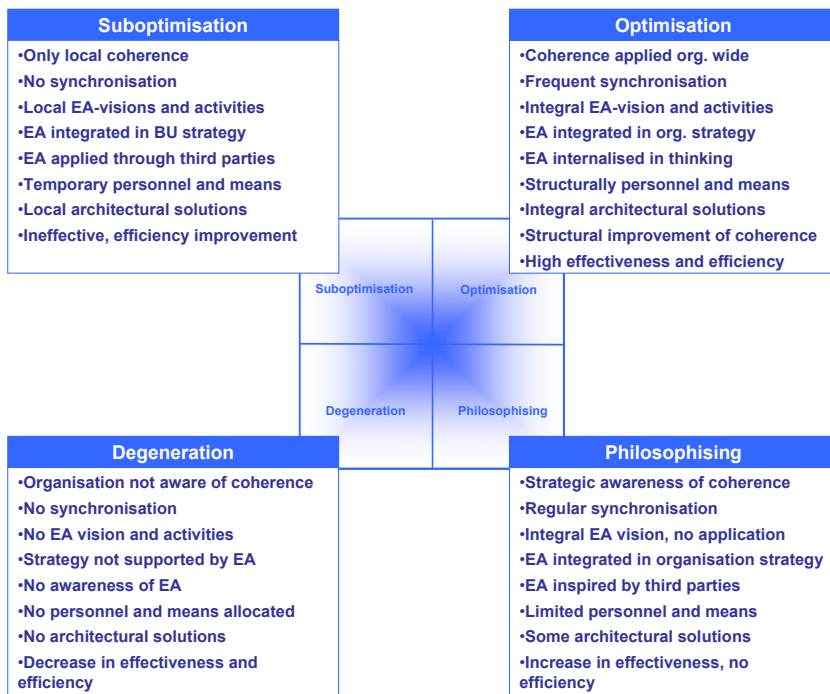 Suboptimisation
•Only local coherence
•No synchronisation
•Local EA-visions and activities
•EA integrated in BU strategy
•EA applied through third parties
•Temporary personnel and means
•Local architectural solutions
•Ineffective, efficiency improvement
Optimisation
•Coherence applied org. wide
•Frequent synchronisation
•Integral EA-vision and activities
•EA integrated in org. strategy
•EA internalised in thinking
•Structurally personnel and means
•Integral architectural solutions
•Structural improvement of coherence
•High effectiveness and efficiency
Suboptimisation
Optimisation
Degeneration
Philosophising
Degeneration
•Organisation not aware of coherence
•No synchronisation
•No EA vision and activities
•Strategy not supported by EA
•No awareness of EA
•No personnel and means allocated
•No architectural solutions
•Decrease in effectiveness and
efficiency
Philosophising
•Strategic awareness of coherence
•Regular synchronisation
•Integral EA vision, no application
•EA integrated in organisation strategy
•EA inspired by third parties
•Limited personnel and means
•Some architectural solutions
•Increase in effectiveness, no
efficiency